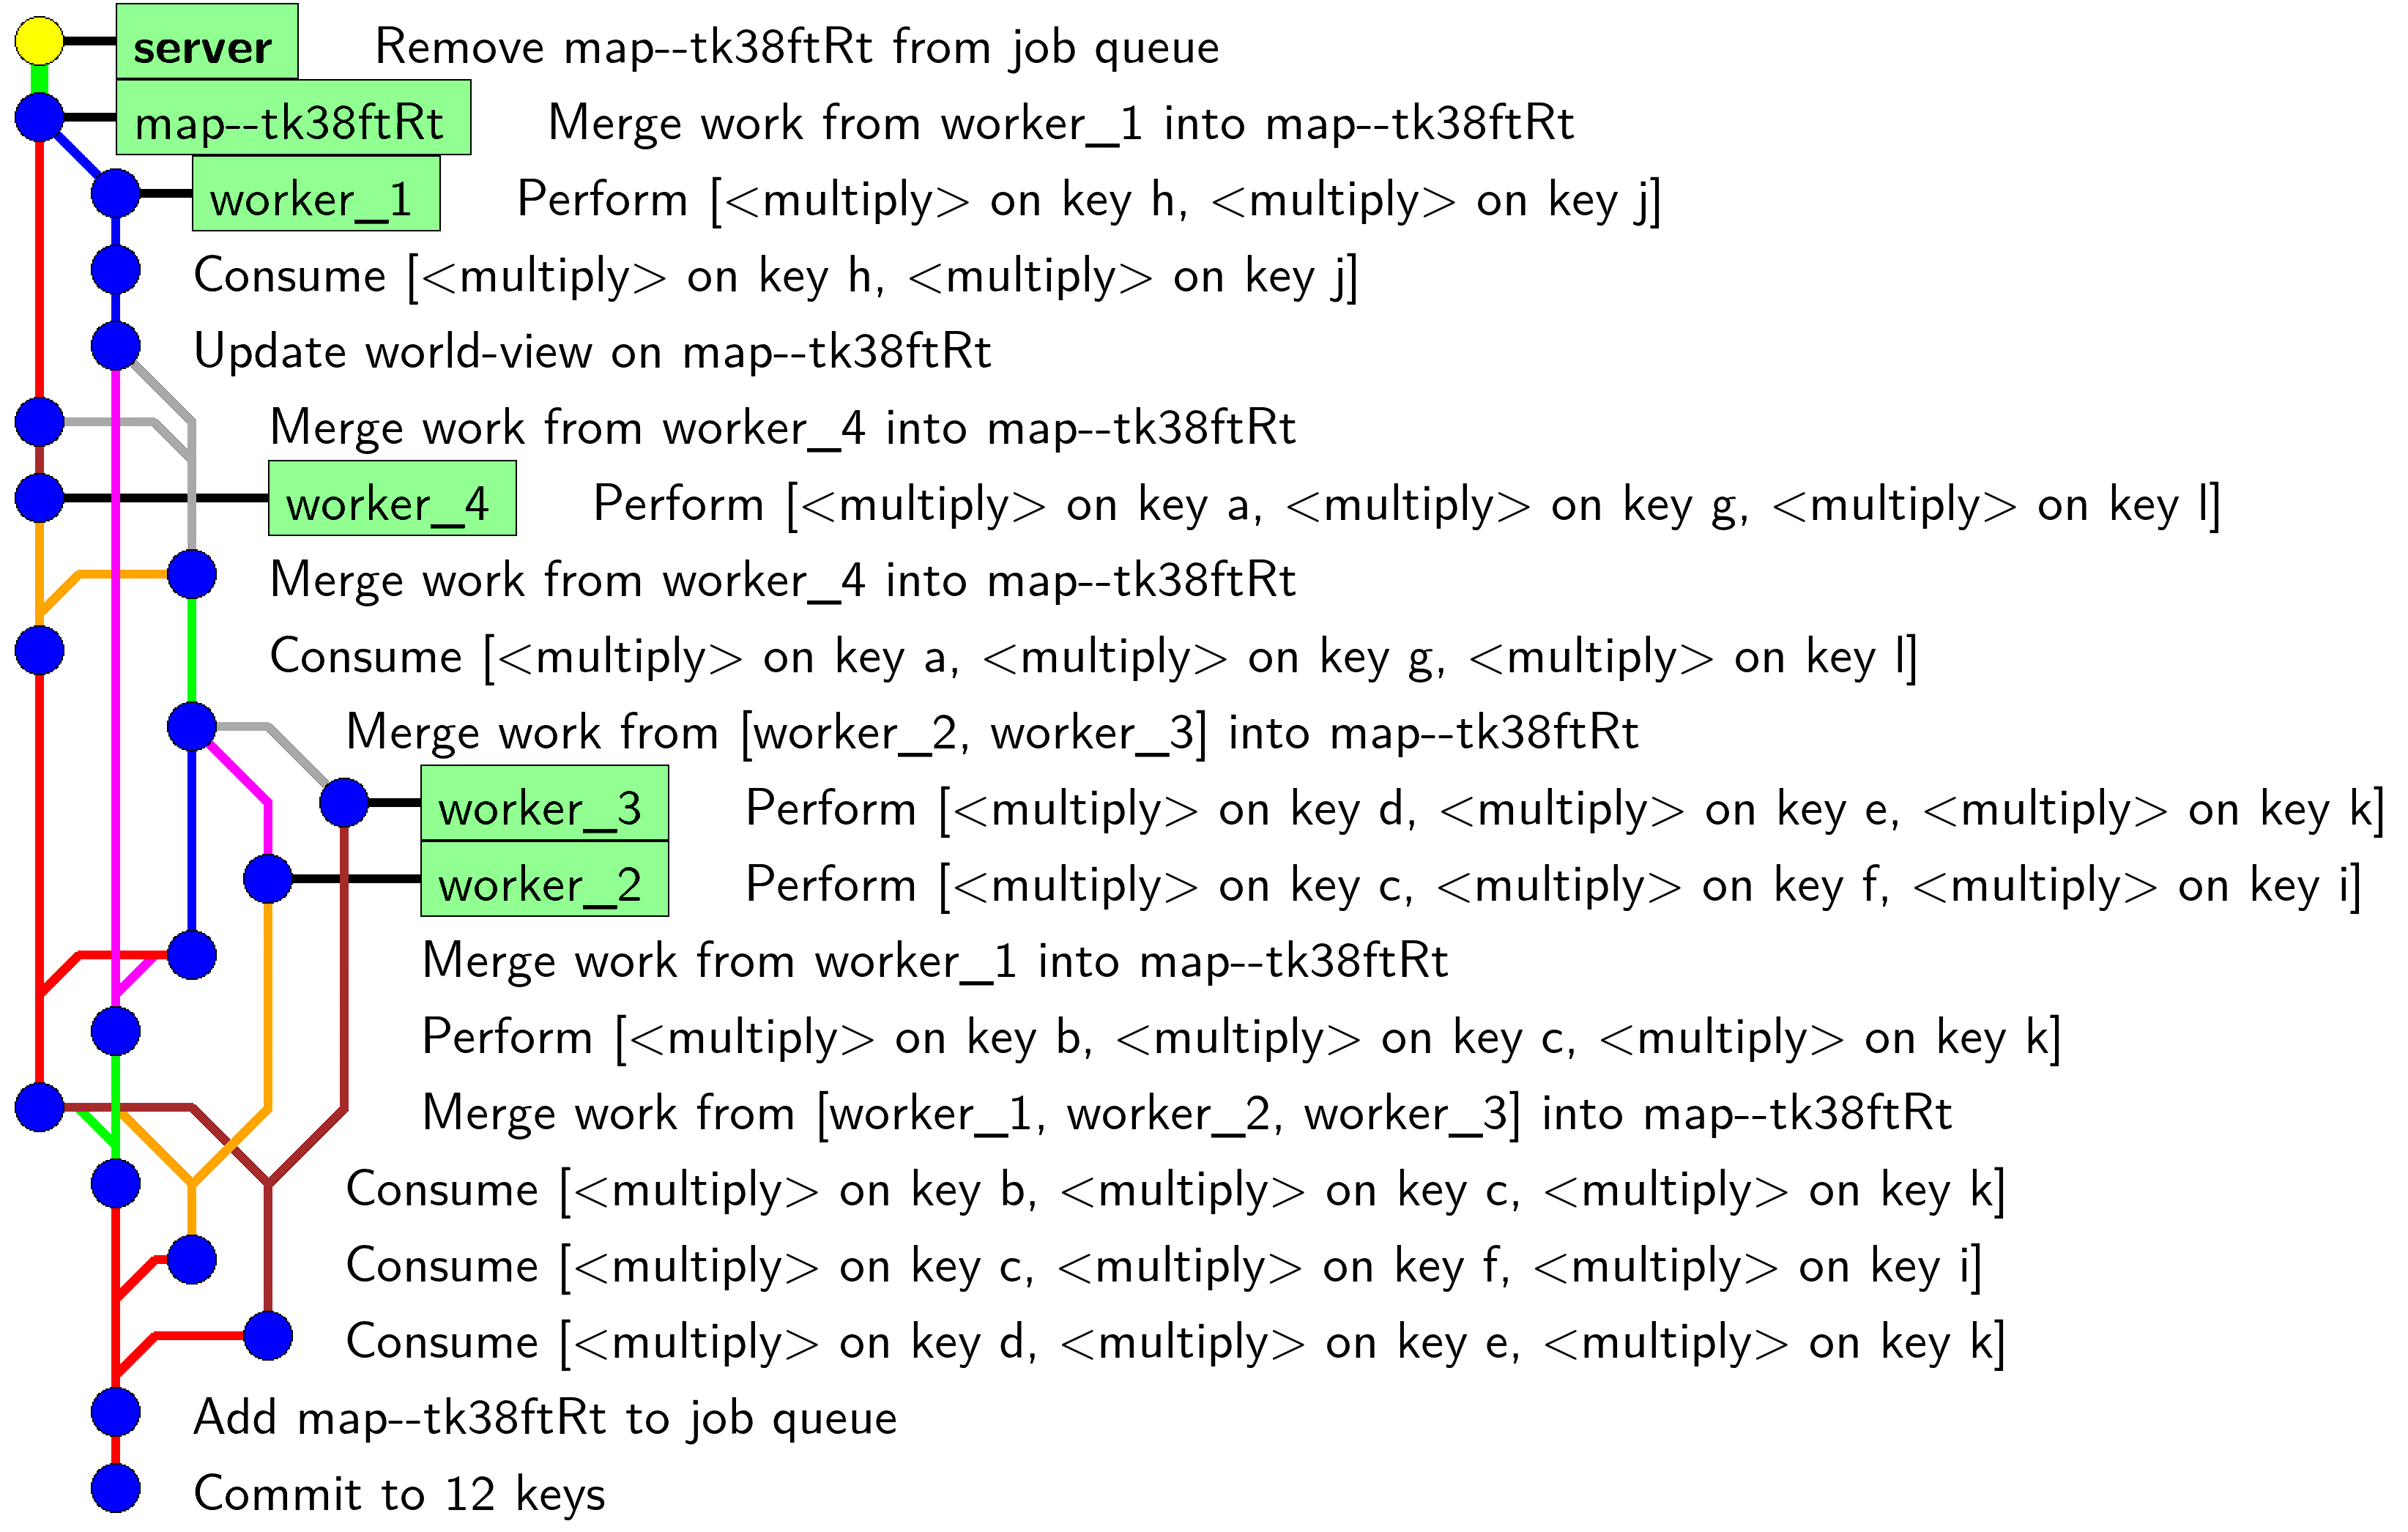 server Remove map--tk38ftRt from job queue
map--tk38ftRt Merge work from worker_1 into map--tk38ftRt
worker_1 Perform [<multiply> on key h, <multiply> on key j]
Consume [<multiply> on key h, <multiply> on key j]
Update world-view on map--tk38ftRt
Merge work from worker_4 into map--tk38ftRt
worker_4 Perform [<multiply> on key a, <multiply> on key g, <multiply> on key l]
Merge work from worker_4 into map--tk38ftRt
Consume [<multiply> on key a, <multiply> on key g, <multiply> on key l]
Merge work from [worker_2, worker_3] into map--tk38ftRt
worker_3 Perform [<multiply> on key d, <multiply> on key e, <multiply> on key k]
worker_2 Perform [<multiply> on key c, <multiply> on key f, <multiply> on key i]
Merge work from worker_1 into map--tk38ftRt
Perform [<multiply> on key b, <multiply> on key c, <multiply> on key k]
Merge work from [worker_1, worker_2, worker_3] into map--tk38ftRt
Consume [<multiply> on key b, <multiply> on key c, <multiply> on key k]
Consume [<multiply> on key c, <multiply> on key f, <multiply> on key i]
Consume [<multiply> on key d, <multiply> on key e, <multiply> on key k]
Add map--tk38ftRt to job queue
Commit to 12 keys